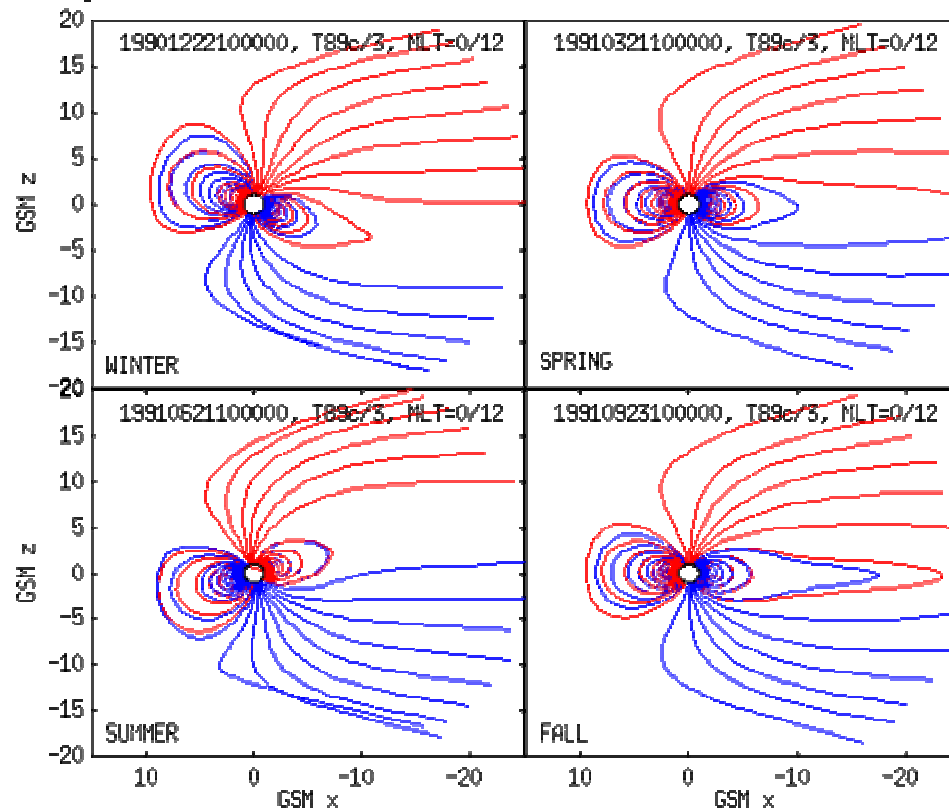 20
15
10
5
0
-5
-10
-15
-20
GSM z
19901222100000, T89c/3, MLT=0/12
WINTER
19910321100000, T89c/3, MLT=0/12
SPRING
20
15
10
5
0
-5
-10
-15
-20
GSM z
19910621100000, T89c/3, MLT=0/12
SUMMER
19910923100000, T89c/3, MLT=0/12
FALL
10 0 -10 -20
GSM x
10 0 -10 -20
GSM x